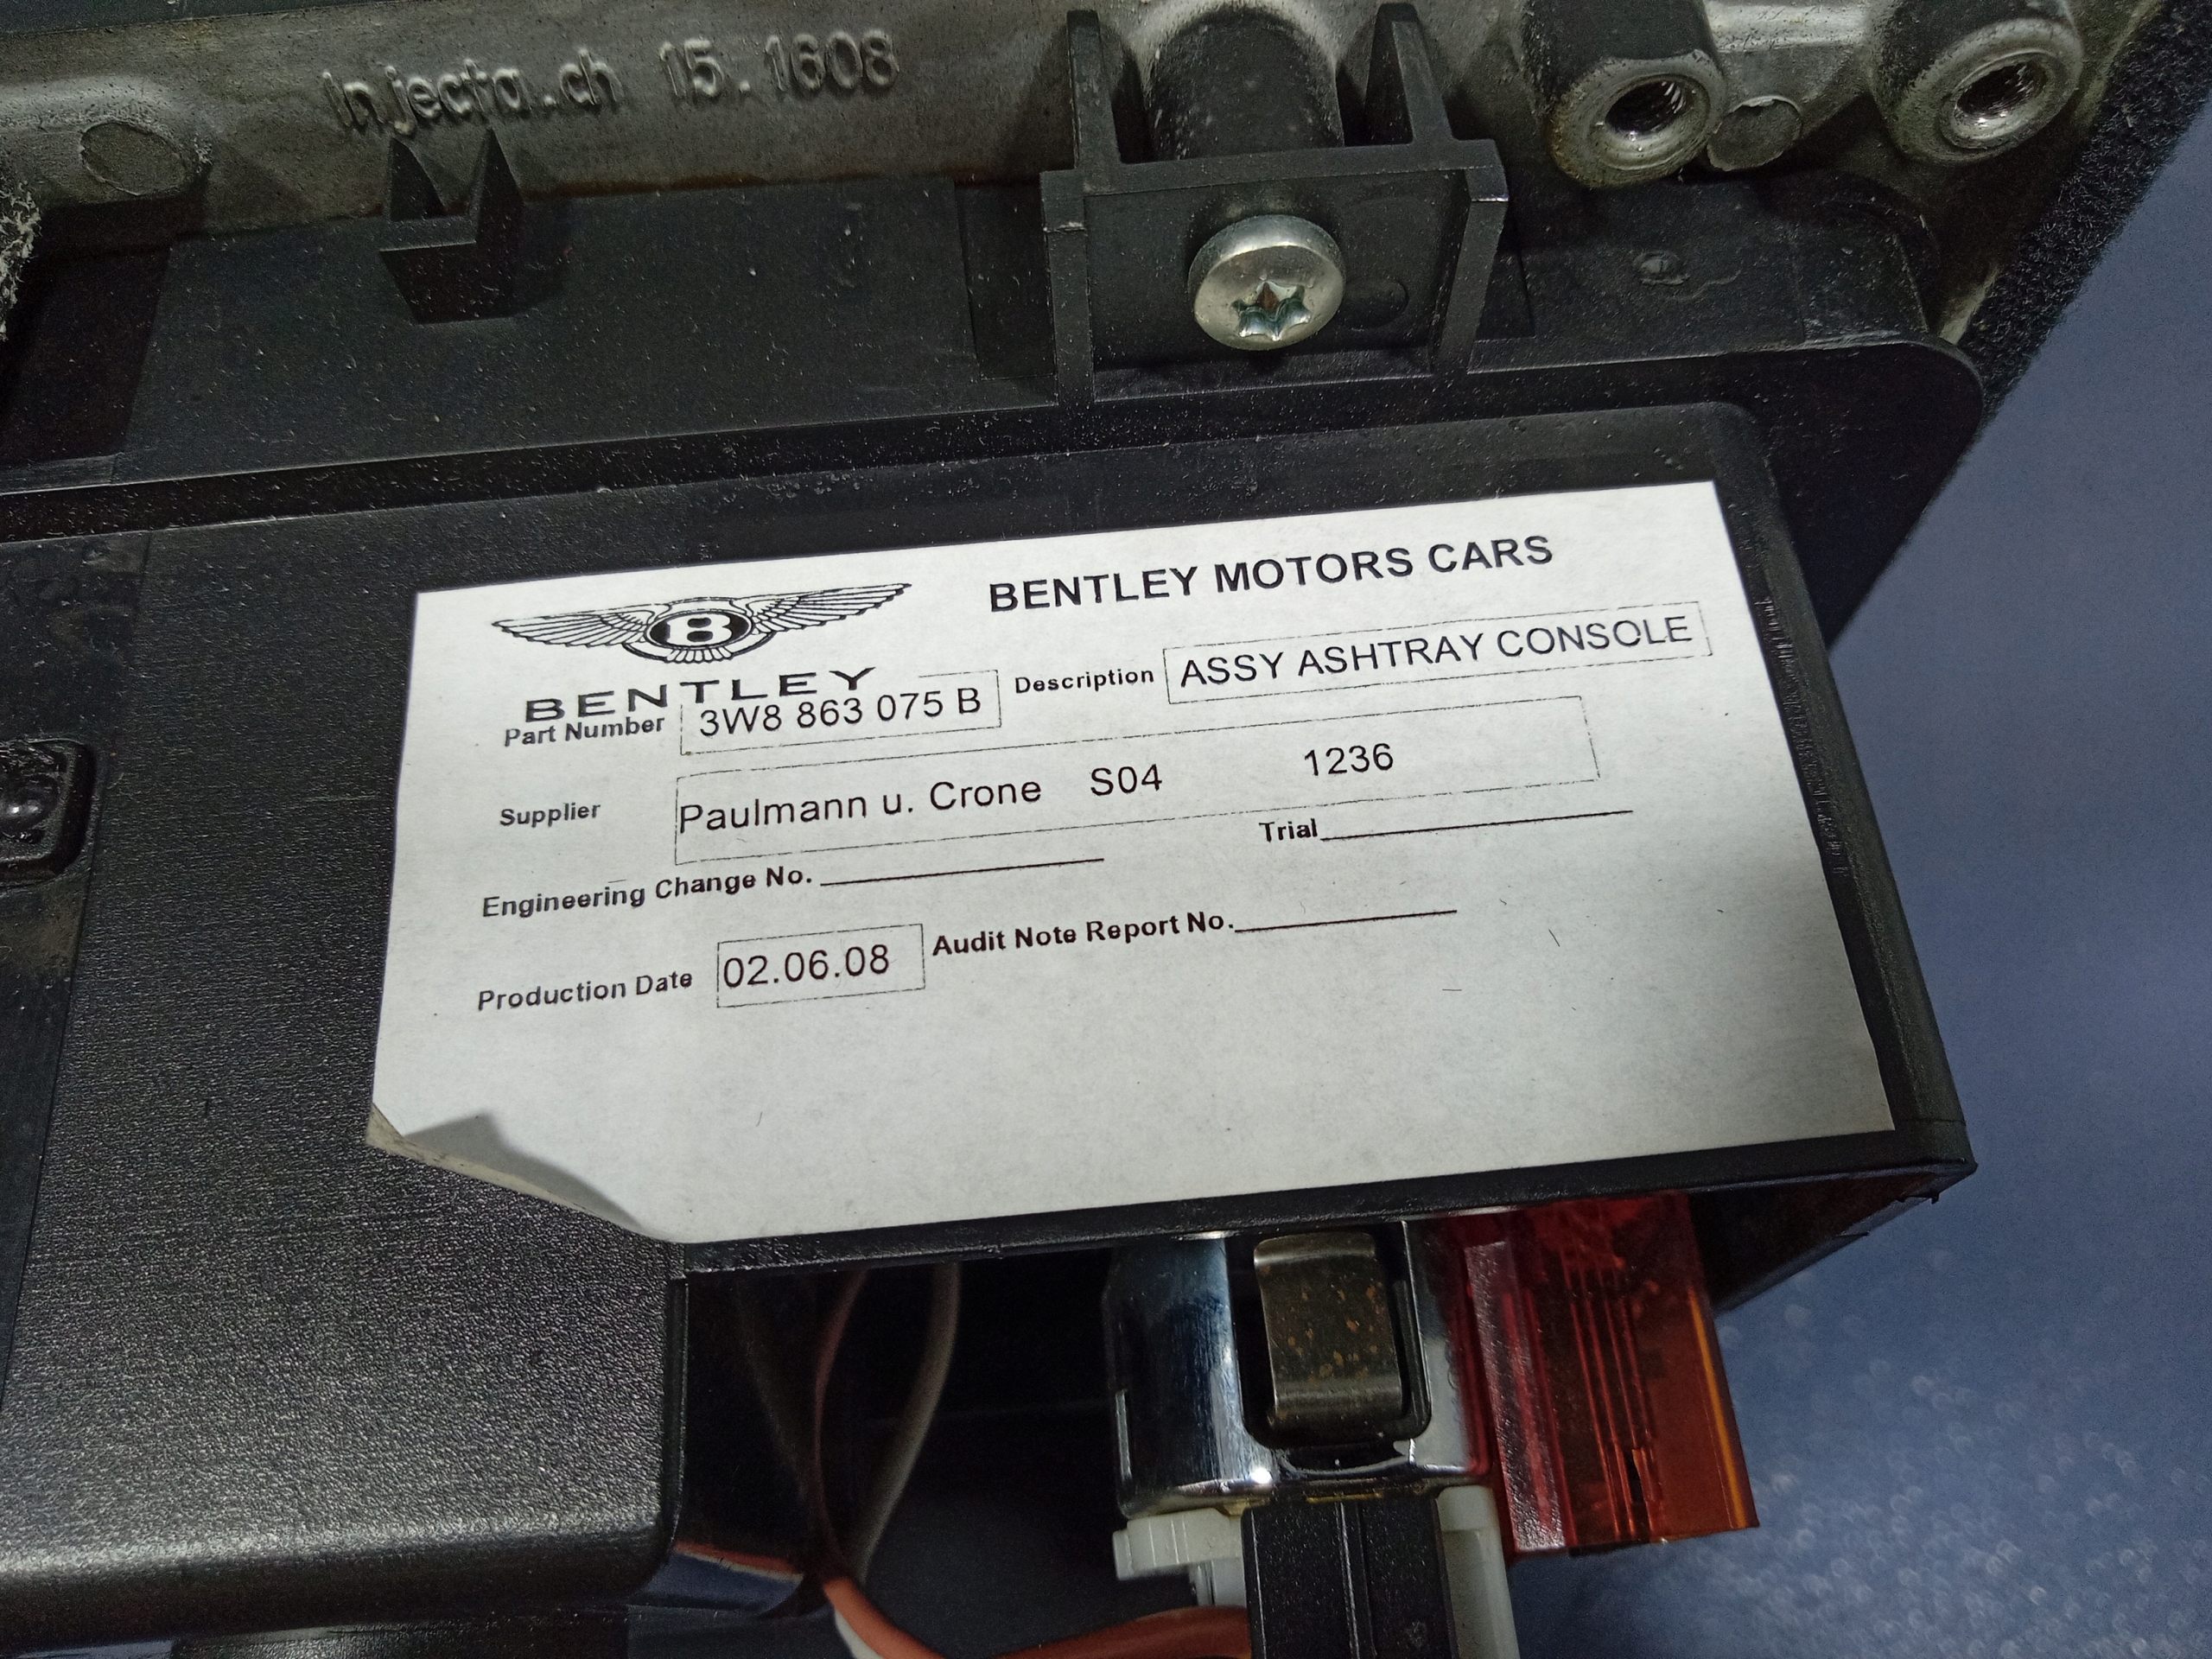 Injecta.ch 15.1608
BENTLEY MOTORS CARS
B
BENTLEY
Part Number 3W8 863 075 B Description ASSY ASHTRAY CONSOLE
Supplier Paulmann u. Crone S04 1236
Engineering Change No. Trial
Production Date 02.06.08 Audit Note Report No.